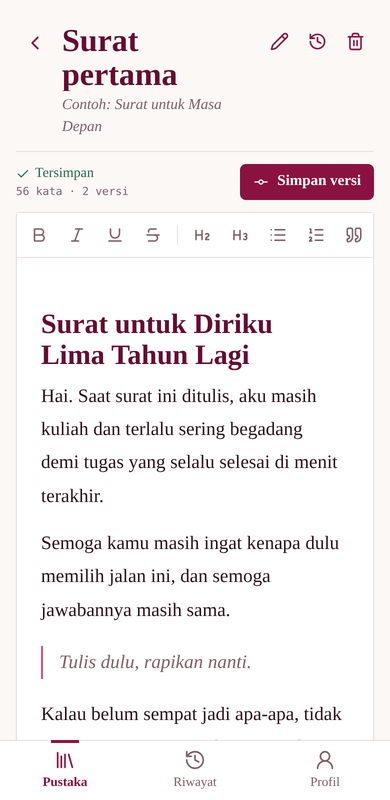 Surat
pertama
Contoh: Surat untuk Masa
Depan
Tersimpan
56 kata · 2 versi
Simpan versi
B I U S H2 H3
Surat untuk Diriku
Lima Tahun Lagi
Hai. Saat surat ini ditulis, aku masih
kuliah dan terlalu sering begadang
demi tugas yang selalu selesai di menit
terakhir.
Semoga kamu masih ingat kenapa dulu
memilih jalan ini, dan semoga
jawabannya masih sama.
Tulis dulu, rapikan nanti.
Kalau belum sempat jadi apa-apa, tidak
Pustaka
Riwayat
Profil